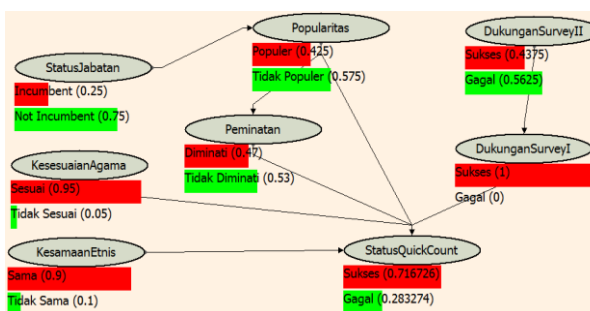 Popularitas
Populer (0.425)
Tidak Populer (0.575)
DukunganSurveyII
Sukses (0.4375)
Gagal (0.5625)
StatusJabatan
Incumbent (0.25)
Not Incumbent (0.75)
Peminatan
Diminati (0.47)
Tidak Diminati (0.53)
DukunganSurveyI
Sukses (1)
Gagal (0)
KesesuaianAgama
Sesuai (0.95)
Tidak Sesuai (0.05)
KesamaanEtnis
Sama (0.9)
Tidak Sama (0.1)
StatusQuickCount
Sukses (0.716726)
Gagal (0.283274)